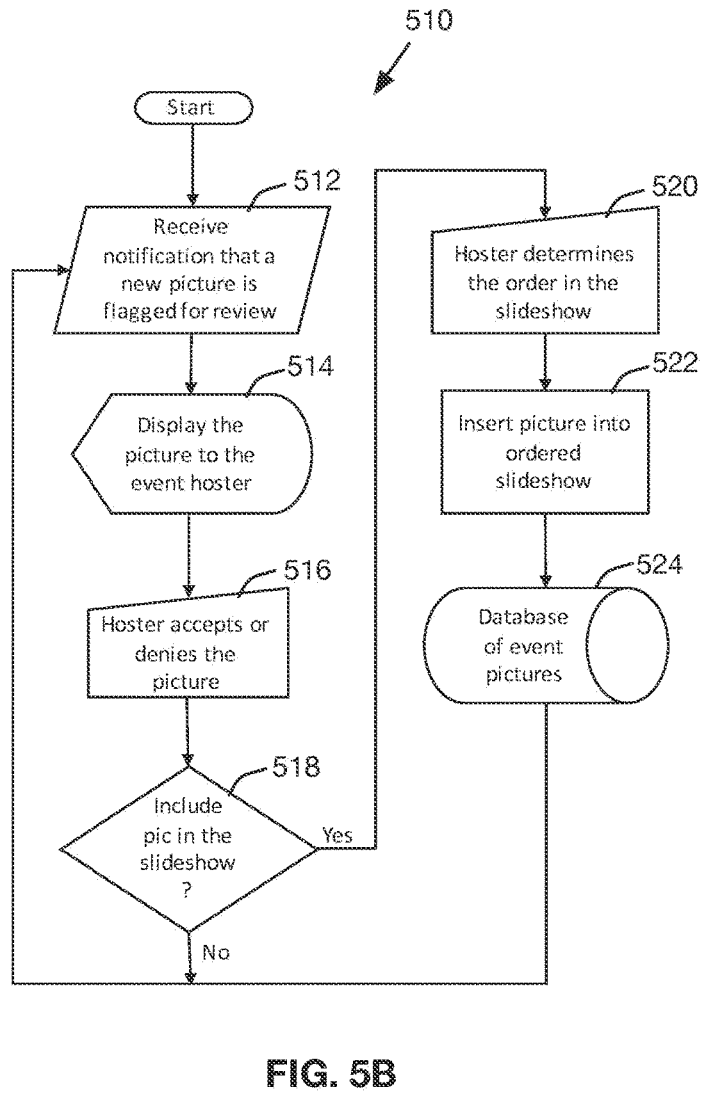 510
Start
512
Receive
notification that a
new picture is
flagged for review
514
Display the
picture to the
event hoster
516
Hoster accepts or
denies the
picture
518
Include
pic in the
slideshow
?
Yes
No
520
Hoster determines
the order in the
slideshow
522
Insert picture into
ordered
slideshow
524
Database
of event
pictures
FIG. 5B